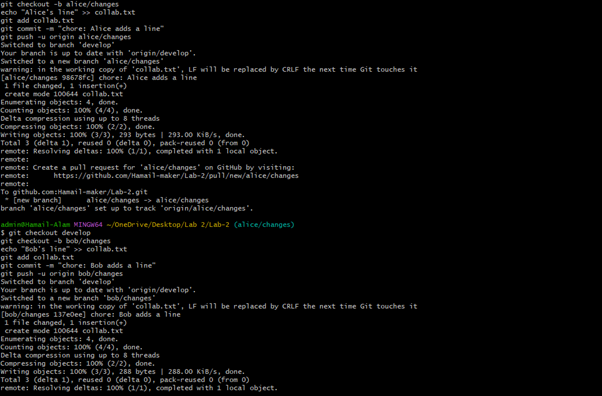 git checkout -b alice/changes
echo "Alice's line" >> collab.txt
git add collab.txt
git commit -m "chore: Alice adds a line"
git push -u origin alice/changes
Switched to branch 'develop'
Your branch is up to date with 'origin/develop'.
Switched to a new branch 'alice/changes'
warning: in the working copy of 'collab.txt', LF will be replaced by CRLF the next time Git touches it
[alice/changes 98678fc] chore: Alice adds a line
 1 file changed, 1 insertion(+)
 create mode 100644 collab.txt
Enumerating objects: 4, done.
Counting objects: 100% (4/4), done.
Delta compression using up to 8 threads
Compressing objects: 100% (2/2), done.
Writing objects: 100% (3/3), 293 bytes | 293.00 KiB/s, done.
Total 3 (delta 1), reused 0 (delta 0), pack-reused 0 (from 0)
remote: Resolving deltas: 100% (1/1), completed with 1 local object.
remote:
remote: Create a pull request for 'alice/changes' on GitHub by visiting:
remote:      https://github.com/Hamail-maker/Lab-2/pull/new/alice/changes
remote:
To github.com:Hamail-maker/Lab-2.git
 * [new branch]      alice/changes -> alice/changes
branch 'alice/changes' set up to track 'origin/alice/changes'.

admin@Hamail-Alan MINGW64 ~/OneDrive/Desktop/Lab 2/Lab-2 (alice/changes)
$ git checkout develop
git checkout -b bob/changes
echo "Bob's line" >> collab.txt
git add collab.txt
git commit -m "chore: Bob adds a line"
git push -u origin bob/changes
Switched to branch 'develop'
Your branch is up to date with 'origin/develop'.
Switched to a new branch 'bob/changes'
warning: in the working copy of 'collab.txt', LF will be replaced by CRLF the next time Git touches it
[bob/changes 137e0ee] chore: Bob adds a line
 1 file changed, 1 insertion(+)
 create mode 100644 collab.txt
Enumerating objects: 4, done.
Counting objects: 100% (4/4), done.
Delta compression using up to 8 threads
Compressing objects: 100% (2/2), done.
Writing objects: 100% (3/3), 288 bytes | 288.00 KiB/s, done.
Total 3 (delta 1), reused 0 (delta 0), pack-reused 0 (from 0)
remote: Resolving deltas: 100% (1/1), completed with 1 local object.